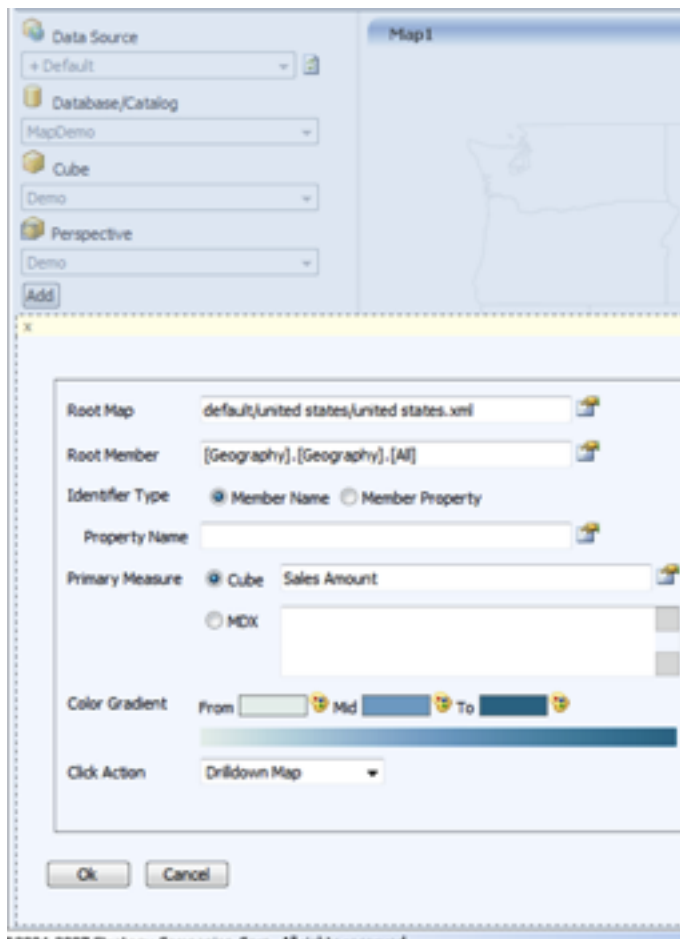 Data Source
Map1
+ Default
Database/Catalog
MapDemo
Cube
Demo
Perspective
Demo
Add
x
Root Map default/united states/united states.xml
Root Member [Geography].[Geography].[All]
Identifier Type Member Name Member Property
Property Name
Primary Measure Cube Sales Amount
MDX
Color Gradient From Mid To
Click Action Drilldown Map
Ok Cancel